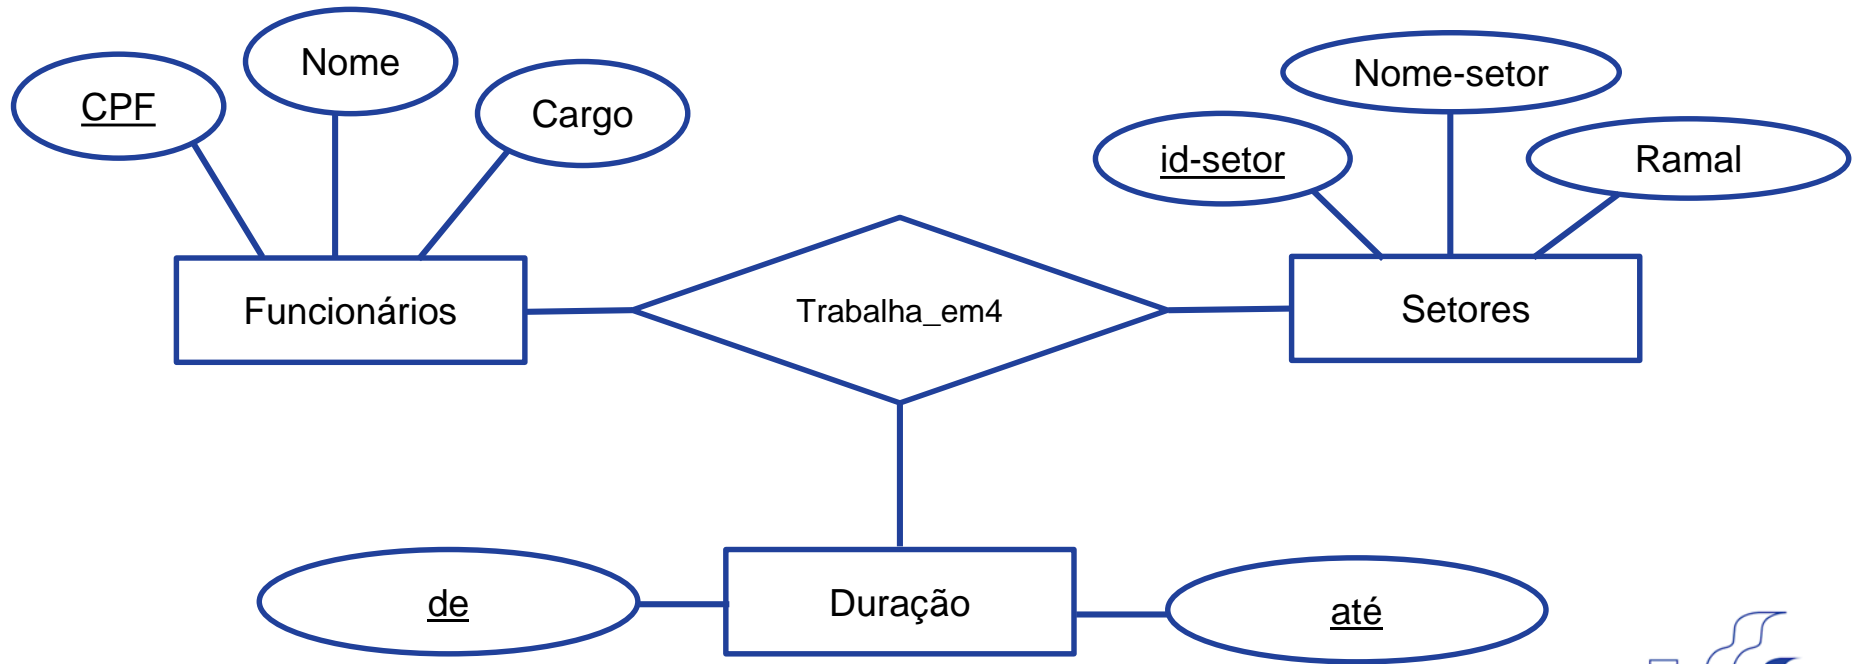 CPF
Nome
Cargo
id-setor
Nome-setor
Ramal
Funcionários
Trabalha_em4
Setores
de
Duração
até